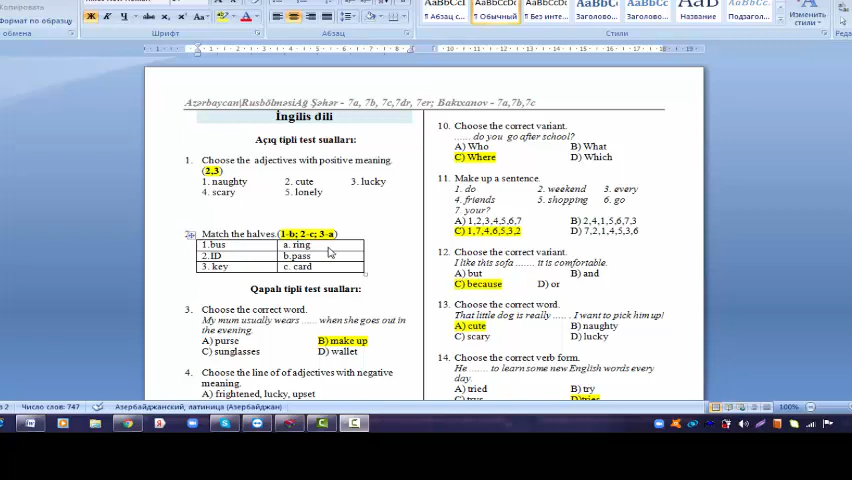 Копировать
Формат по образцу
обмена
Шрифт
Абзац
Стили
Абзац с...
Обычный
Без инте...
Заголово...
Заголово...
Название
Подзагол...
Изменить
стили
Azərbaycan|RusbölməsiAğ Şəhər - 7a, 7b, 7c,7dr, 7er; Bakıxanov - 7a,7b,7c
İngilis dili
Açıq tipli test sualları:
1. Choose the adjectives with positive meaning.
(2,3)
1. naughty 2. cute 3. lucky
4. scary 5. lonely
2. Match the halves.(1-b; 2-c; 3-a)
1.bus a. ring
2.ID b.pass
3. key c. card
Qapalı tipli test sualları:
3. Choose the correct word.
My mum usually wears ...... when she goes out in
the evening.
A) purse B) make up
C) sunglasses D) wallet
4. Choose the line of of adjectives with negative
meaning.
A) frightened, lucky, upset
10. Choose the correct variant.
...... do you go after school?
A) Who B) What
C) Where D) Which
11. Make up a sentence.
1. do 2. weekend 3. every
4. friends 5. shopping 6. go
7. your?
A) 1,2,3,4,5,6,7 B) 2,4,1,5,6,7,3
C) 1,7,4,6,5,3,2 D) 7,2,1,4,5,3,6
12. Choose the correct variant.
I like this sofa ....... it is comfortable.
A) but B) and
C) because D) or
13. Choose the correct word.
That little dog is really ...... . I want to pick him up!
A) cute B) naughty
C) scary D) lucky
14. Choose the correct verb form.
He ....... to learn some new English words every
day.
A) tried B) try
C) trys D)tries
Число слов: 747
Азербайджанский, латиница (Азербайджан)
100%